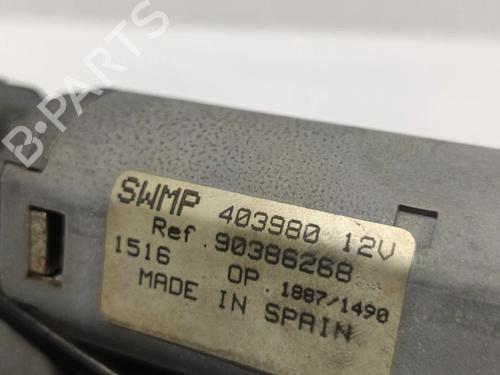 B-PARTS
SWMP 403980 12V
Ref. 90386268
1516 OP. 1887/1490
MADE IN SPAIN